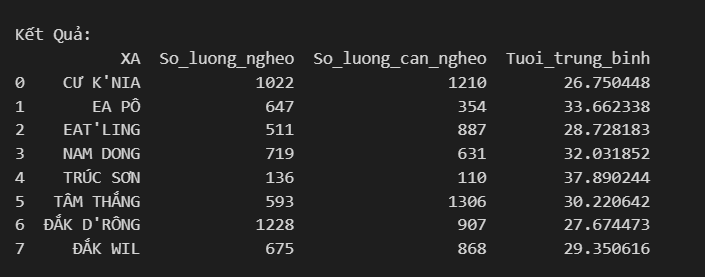 Kết Quả:
XA So_luong_ngheo So_luong_can_ngheo Tuoi_trung_binh
0 CƯ K'NIA 1022 1210 26.750448
1 EA PÔ 647 354 33.662338
2 EAT'LING 511 887 28.728183
3 NAM DONG 719 631 32.031852
4 TRÚC SƠN 136 110 37.890244
5 TÂM THẮNG 593 1306 30.220642
6 ĐẮK D'RÔNG 1228 907 27.674473
7 ĐẮK WIL 675 868 29.350616